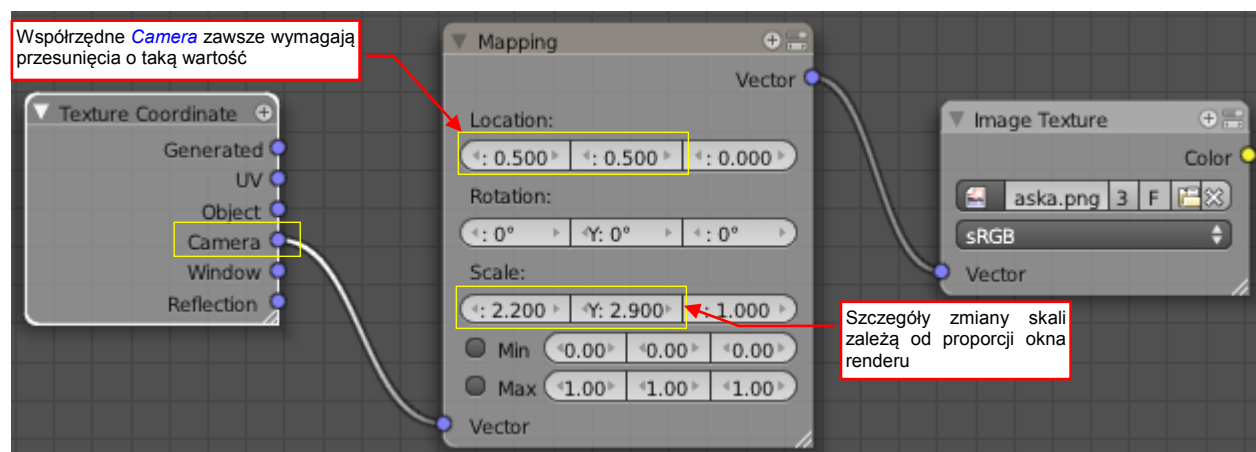 Współrzędne Camera zawsze wymagają
przesunięcia o taką wartość
Texture Coordinate
Generated
UV
Object
Camera
Window
Reflection
Mapping
Vector
Location:
: 0.500 : 0.500 : 0.000
Rotation:
: 0° Y: 0° : 0°
Scale:
: 2.200 Y: 2.900 : 1.000
Min 0.00 0.00 0.00
Max 1.00 1.00 1.00
Vector
Szczegóły zmiany skali
zależą od proporcji okna
renderu
Image Texture
Color
aska.png 3 F
sRGB
Vector